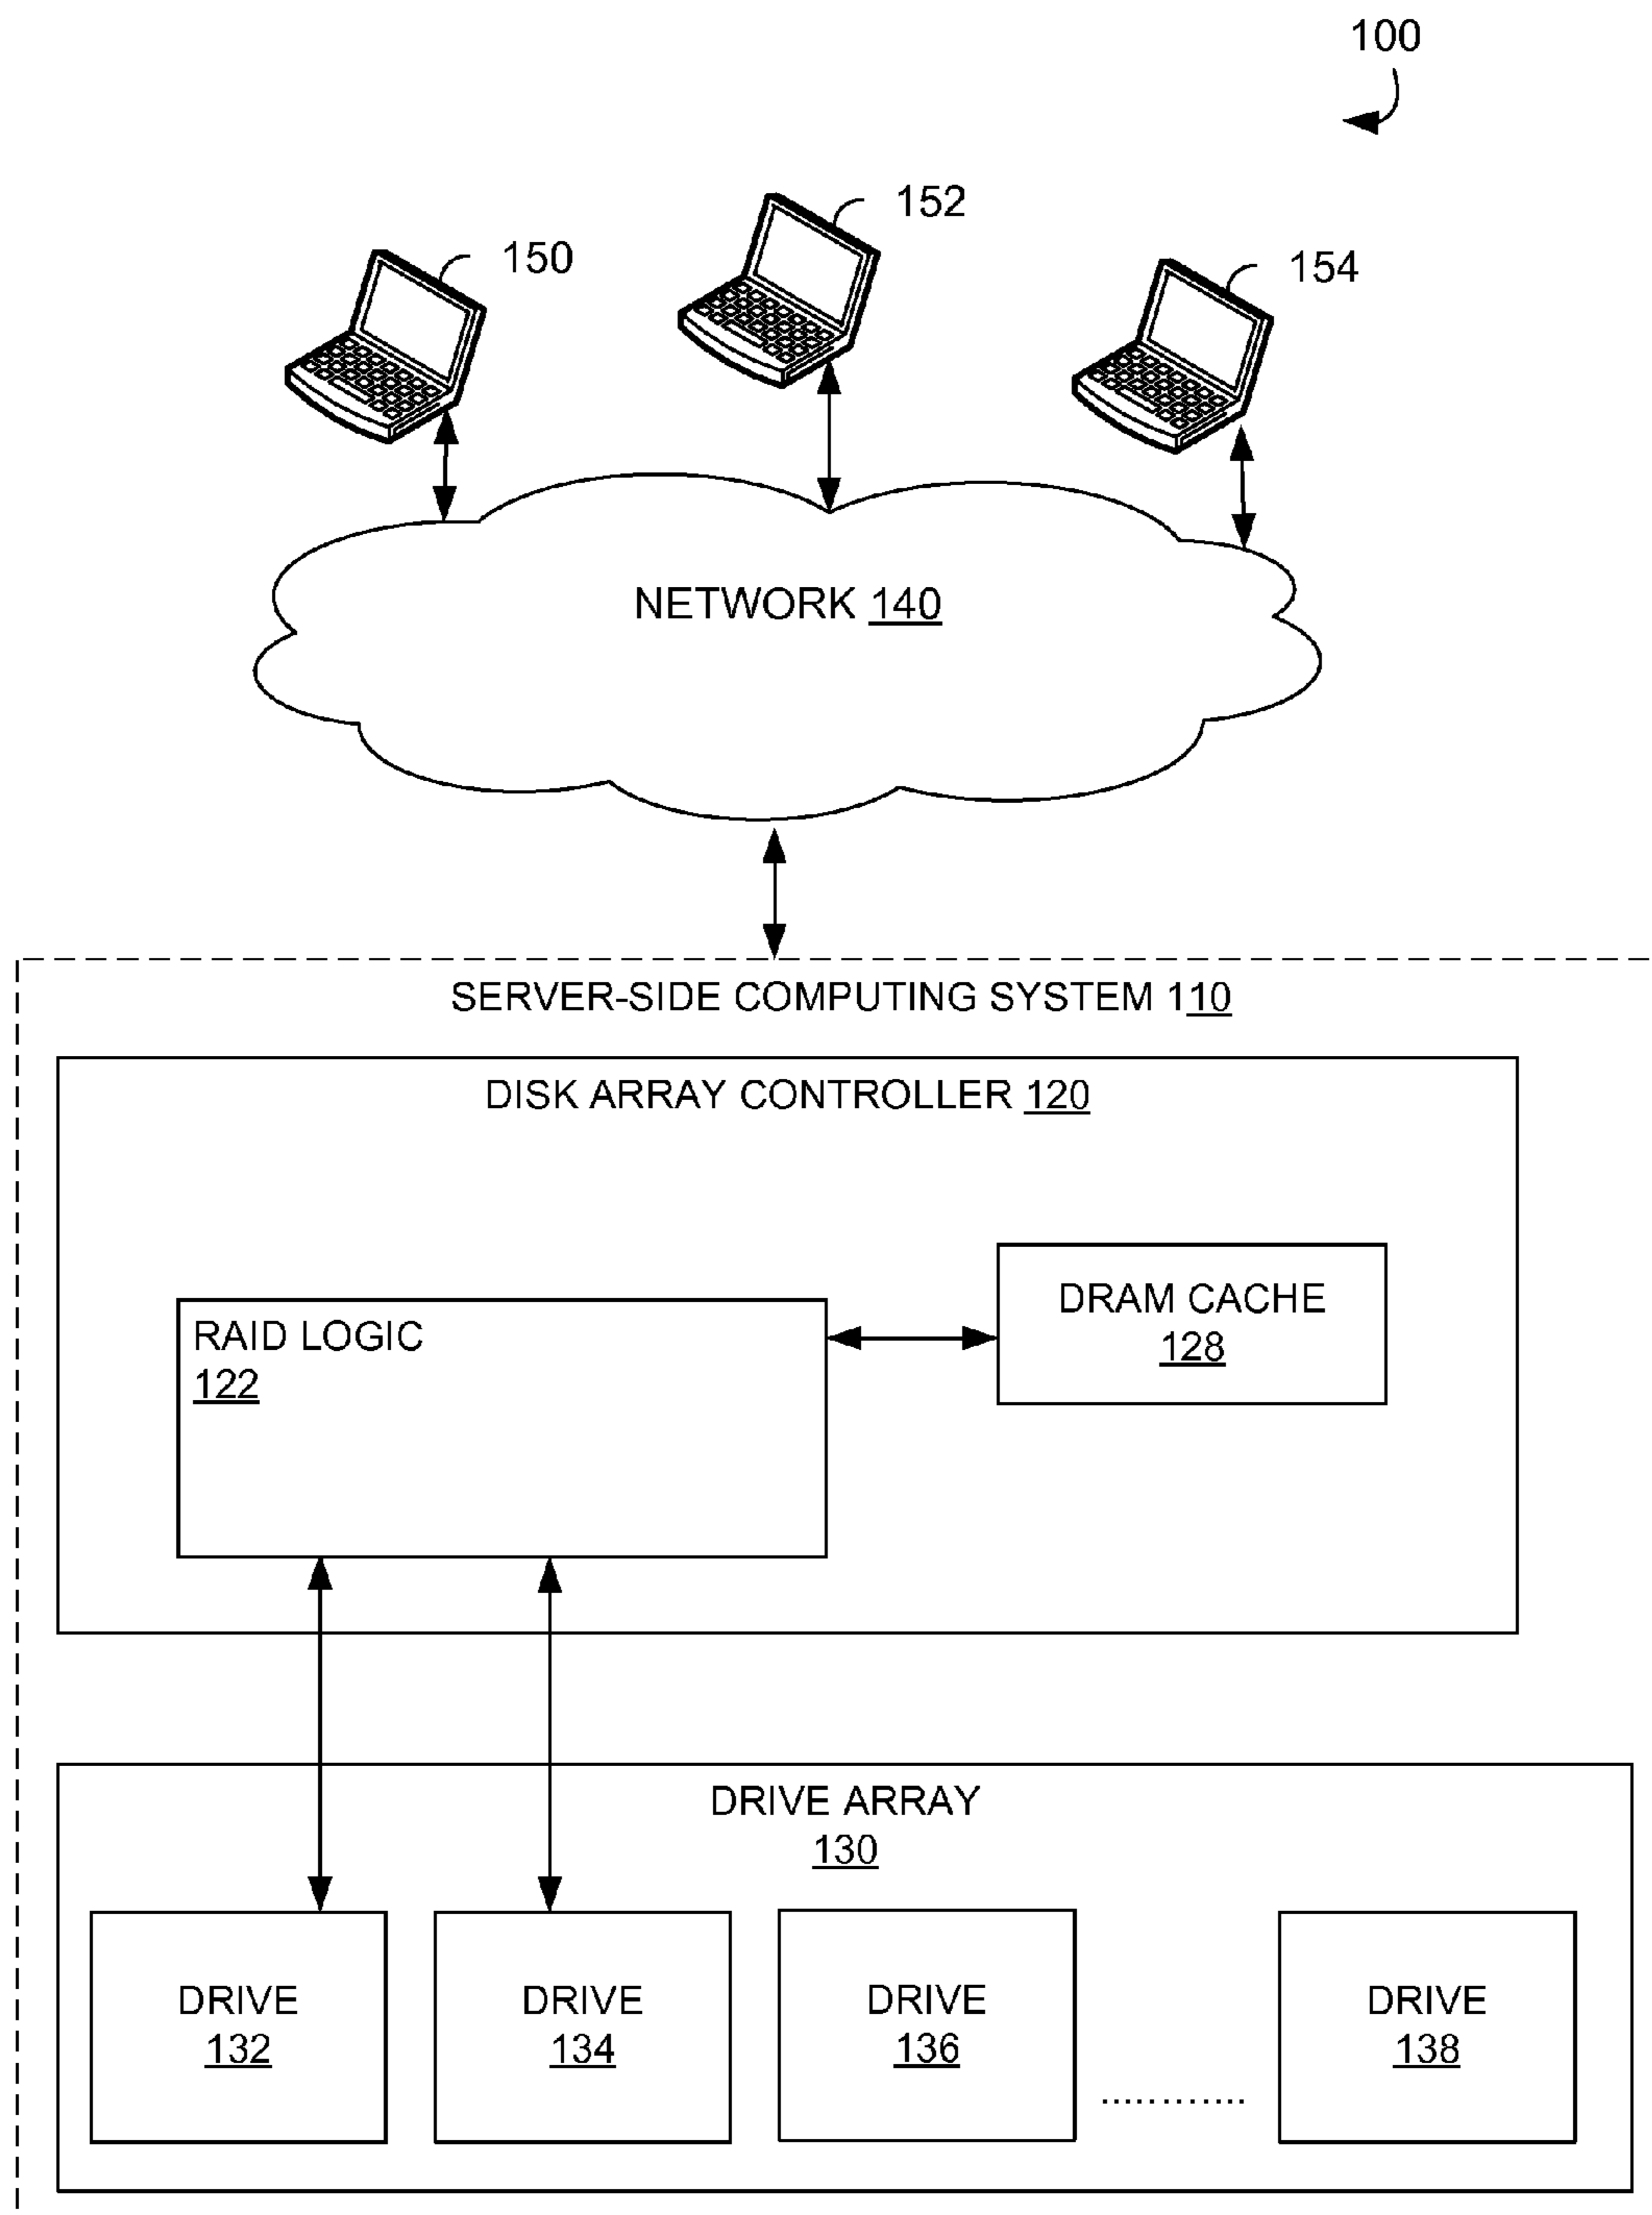 100
152
150
154
NETWORK 140
SERVER-SIDE COMPUTING SYSTEM 110
DISK ARRAY CONTROLLER 120
DRAM CACHE
128
RAID LOGIC
122
DRIVE ARRAY
130
DRIVE
132
DRIVE
134
DRIVE
136
............
DRIVE
138